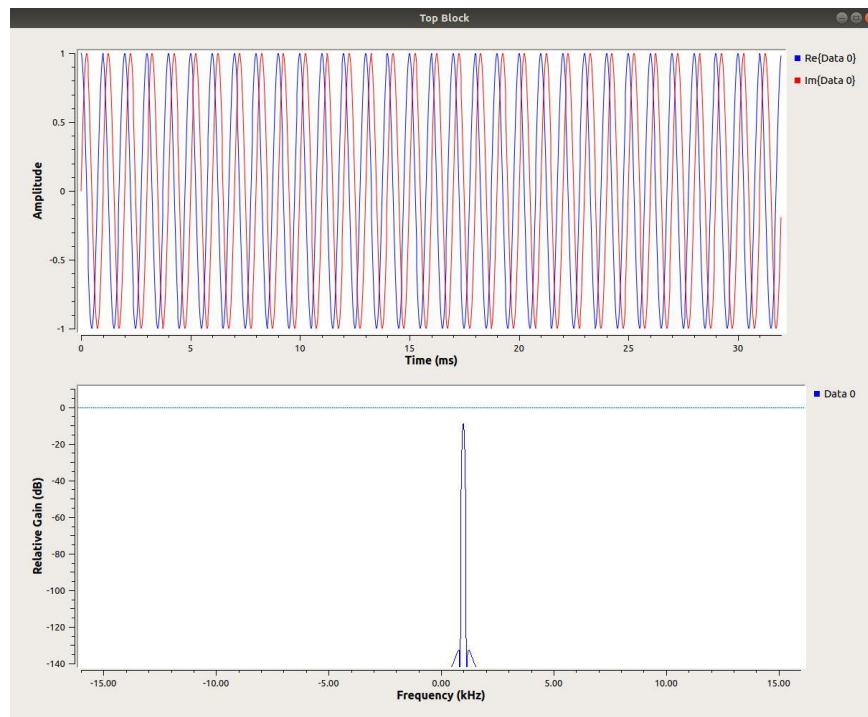 Top Block
1
0.5
0
-0.5
-1
Amplitude
0 5 10 15 20 25 30
Time (ms)
Re{Data 0}
Im{Data 0}
0
-20
-40
-60
-80
-100
-120
-140
Relative Gain (dB)
-15.00 -10.00 -5.00 0.00 5.00 10.00 15.00
Frequency (kHz)
Data 0